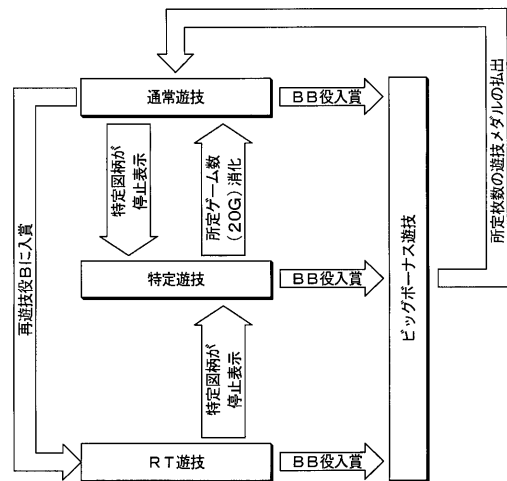 通常遊技
BB役入賞
特定図柄が
停止表示
所定ゲーム数
(20G)消化
特定遊技
BB役入賞
特定図柄が
停止表示
RT遊技
BB役入賞
再遊技役Bに入賞
ビッグボーナス遊技
所定枚数の遊技メダルの払出